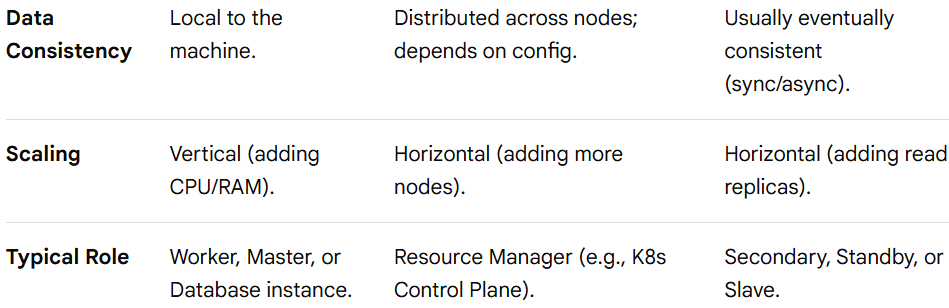 Data Consistency
Local to the machine.
Distributed across nodes; depends on config.
Usually eventually consistent (sync/async).
Scaling
Vertical (adding CPU/RAM).
Horizontal (adding more nodes).
Horizontal (adding read replicas).
Typical Role
Worker, Master, or Database instance.
Resource Manager (e.g., K8s Control Plane).
Secondary, Standby, or Slave.